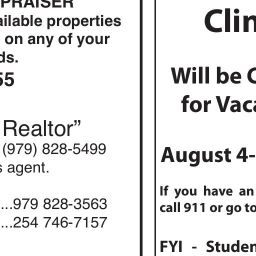 PRAISER
ailable properties
on any of your
ds.
55
Realtor”
(979) 828-5499
s agent.
...979 828-3563
...254 746-7157
Clin
Will be C
for Vaca
August 4-
If you have an
call 911 or go to
FYI - Studen